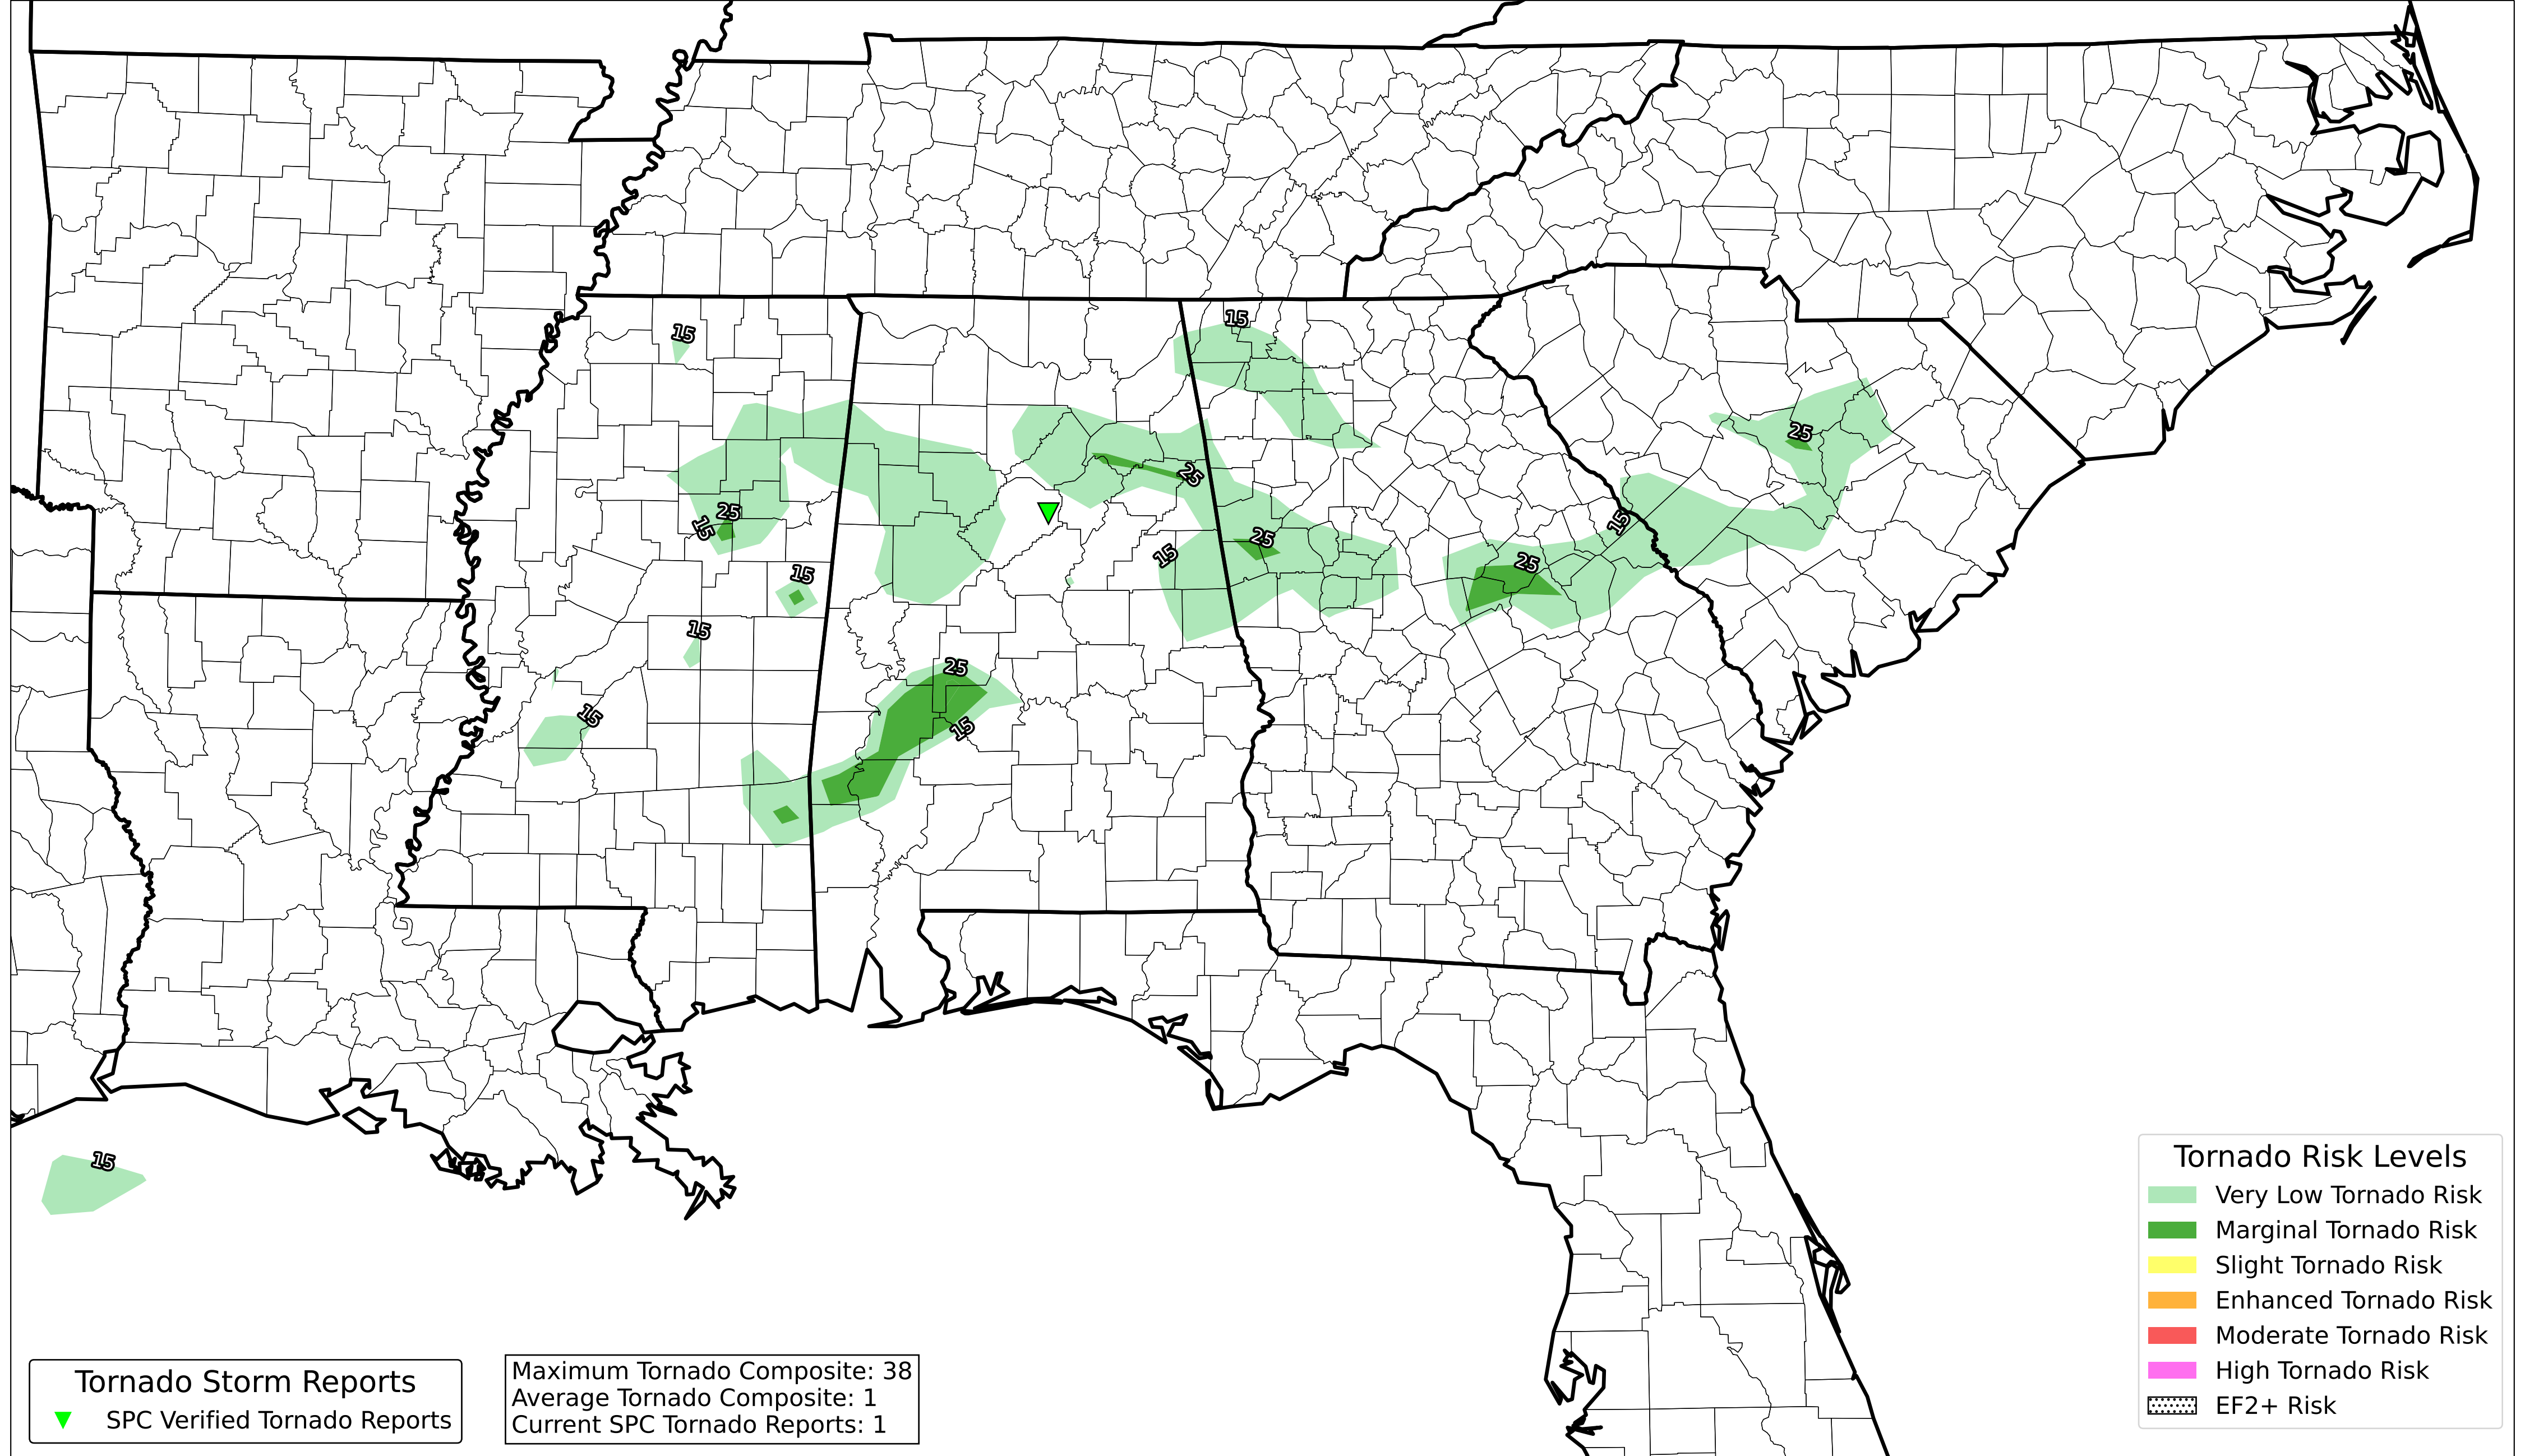 15
15
25
25
25
15
25
15
15
25
15
25
15
15
25
15
15
Tornado Risk Levels
Very Low Tornado Risk
Marginal Tornado Risk
Slight Tornado Risk
Enhanced Tornado Risk
Moderate Tornado Risk
High Tornado Risk
EF2+ Risk
Tornado Storm Reports
SPC Verified Tornado Reports
Maximum Tornado Composite: 38
Average Tornado Composite: 1
Current SPC Tornado Reports: 1